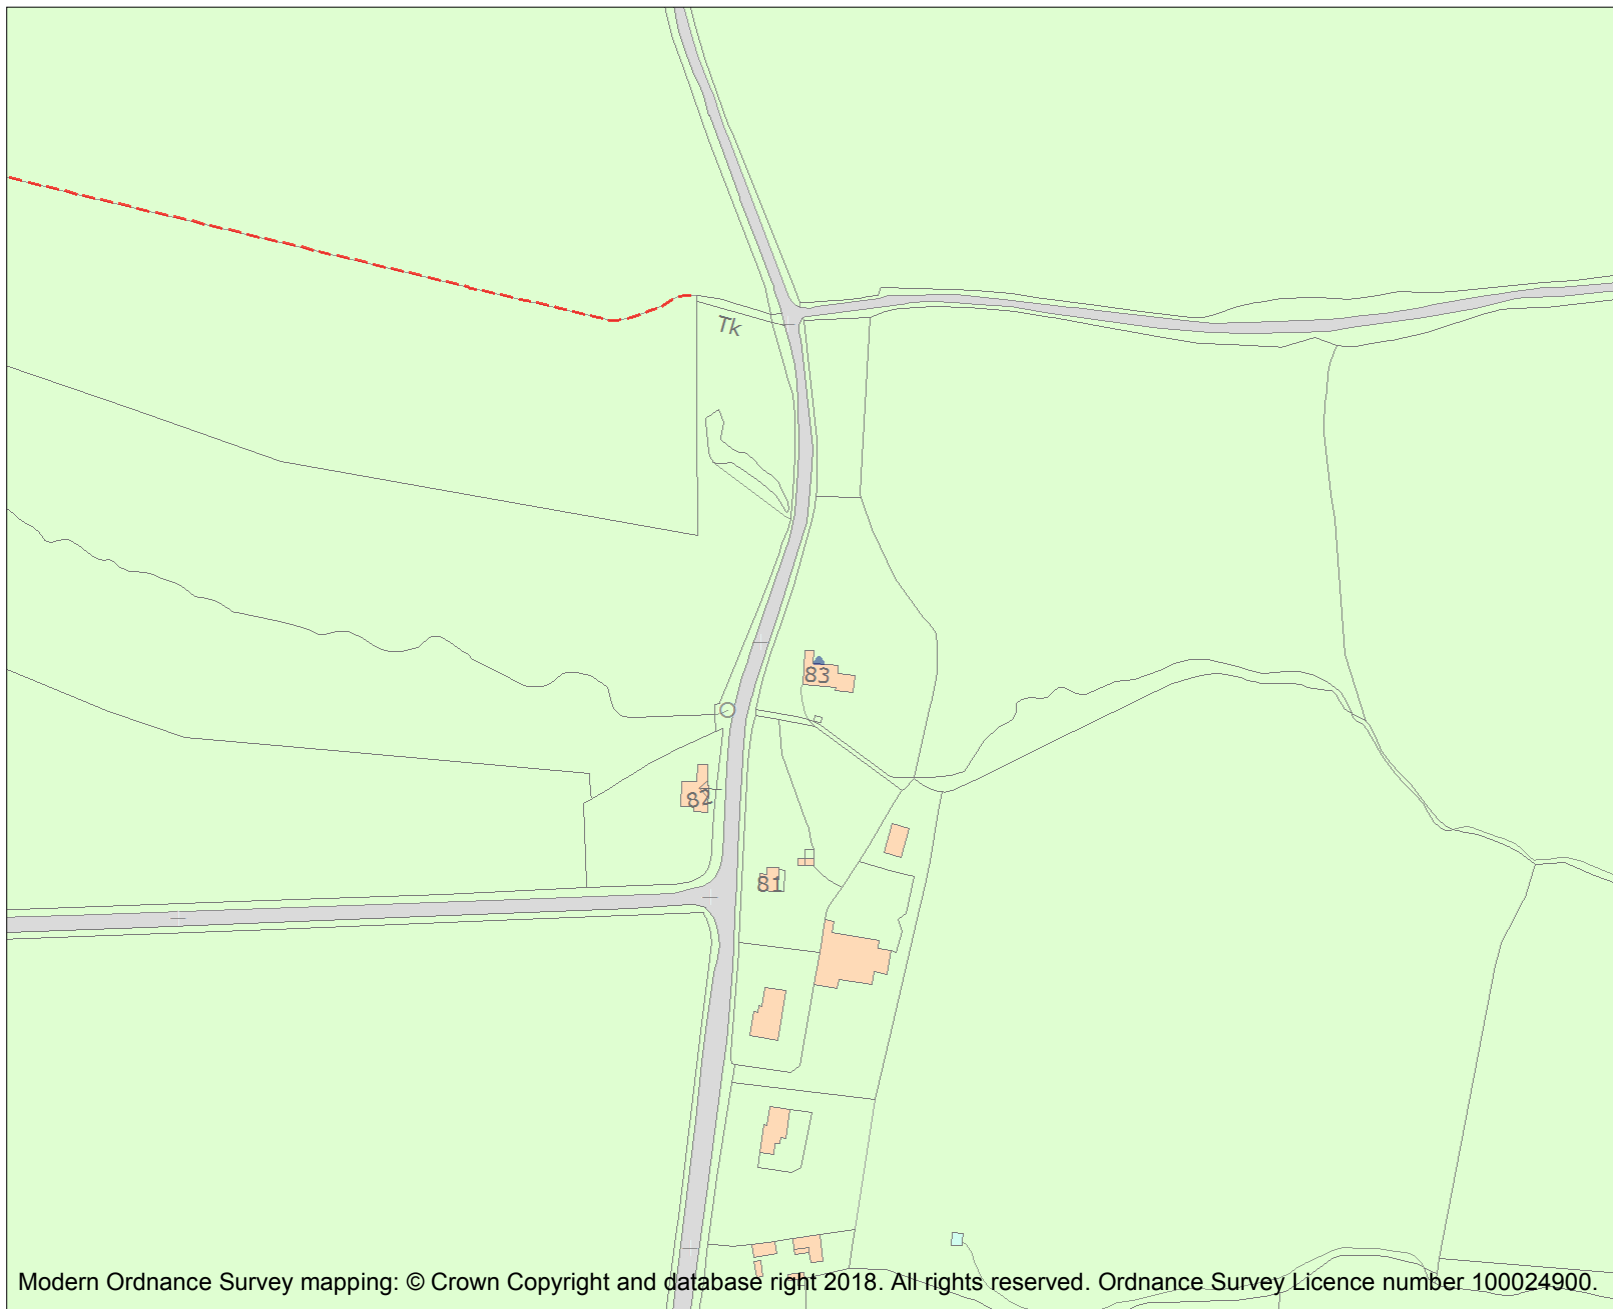 Tk
83
82
81
Modern Ordnance Survey mapping: © Crown Copyright and database right 2018. All rights reserved. Ordnance Survey Licence number 100024900.